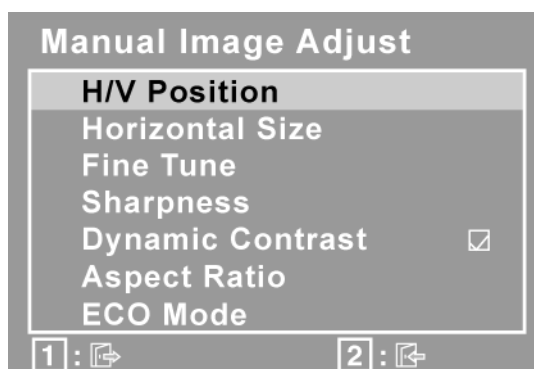 Manual Image Adjust
H/V Position
Horizontal Size
Fine Tune
Sharpness
Dynamic Contrast
Aspect Ratio
ECO Mode
1 : 2 :